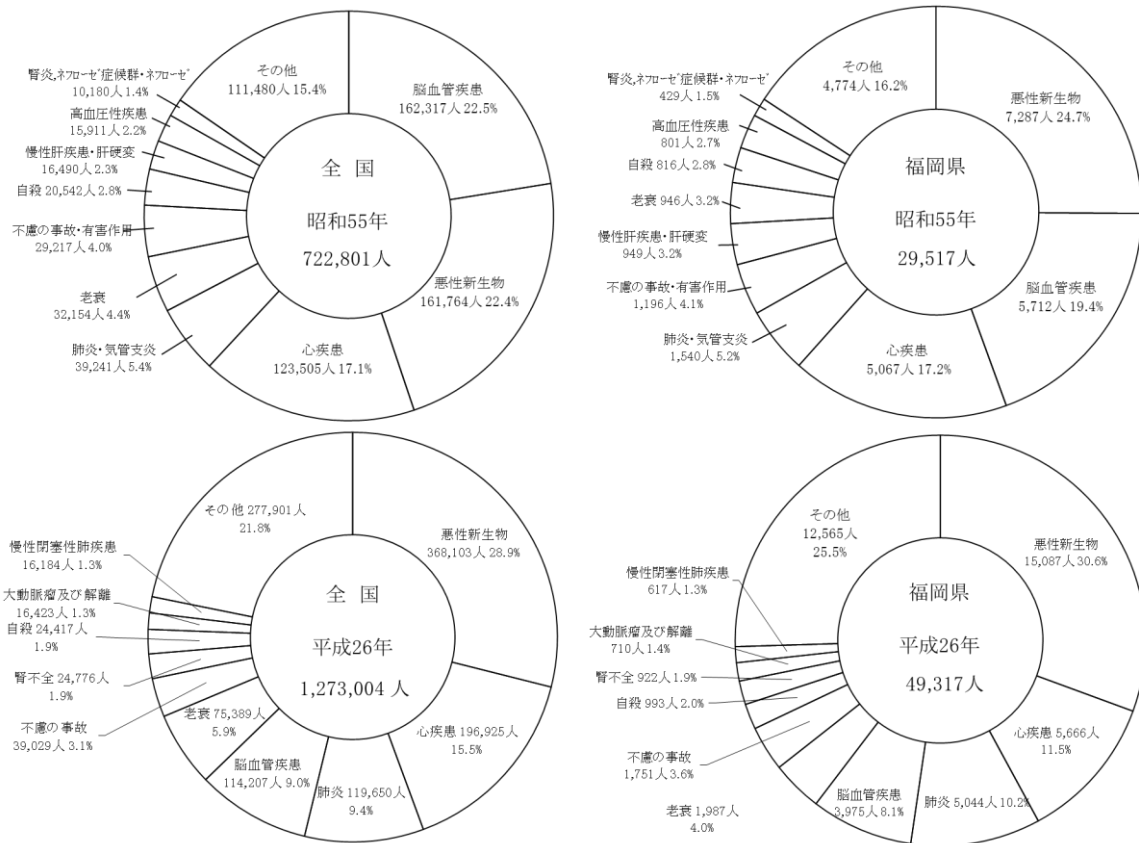 その他
111,480人 15.4%
脳血管疾患
162,317人 22.5%
悪性新生物
161,764人 22.4%
心疾患
123,505人 17.1%
肺炎・気管支炎
39,241人 5.4%
老衰
32,154人 4.4%
不慮の事故・有害作用
29,217人 4.0%
自殺 20,542人 2.8%
慢性肝疾患・肝硬変
16,490人 2.3%
高血圧性疾患
15,911人 2.2%
腎炎,ネフローゼ症候群・ネフローゼ
10,180人 1.4%
全 国
昭和55年
722,801人
その他
4,774人 16.2%
悪性新生物
7,287人 24.7%
脳血管疾患
5,712人 19.4%
心疾患
5,067人 17.2%
肺炎・気管支炎
1,540人 5.2%
不慮の事故・有害作用
1,196人 4.1%
慢性肝疾患・肝硬変
949人 3.2%
老衰 946人 3.2%
自殺 816人 2.8%
高血圧性疾患
801人 2.7%
腎炎,ネフローゼ症候群・ネフローゼ
429人 1.5%
福岡県
昭和55年
29,517人
その他 277,901人
21.8%
悪性新生物
368,103人 28.9%
心疾患 196,925人
15.5%
肺炎 119,650人
9.4%
脳血管疾患
114,207人 9.0%
老衰 75,389人
5.9%
不慮の事故
39,029人 3.1%
腎不全 24,776人
1.9%
自殺 24,417人
1.9%
大動脈瘤及び解離
16,423人 1.3%
慢性閉塞性肺疾患
16,184人 1.3%
全 国
平成26年
1,273,004 人
その他
12,565人
25.5%
悪性新生物
15,087人 30.6%
心疾患 5,666人
11.5%
肺炎 5,044人 10.2%
脳血管疾患
3,975人 8.1%
老衰 1,987人
4.0%
不慮の事故
1,751人 3.6%
自殺 993人 2.0%
腎不全 922人 1.9%
大動脈瘤及び解離
710人 1.4%
慢性閉塞性肺疾患
617人 1.3%
福岡県
平成26年
49,317人